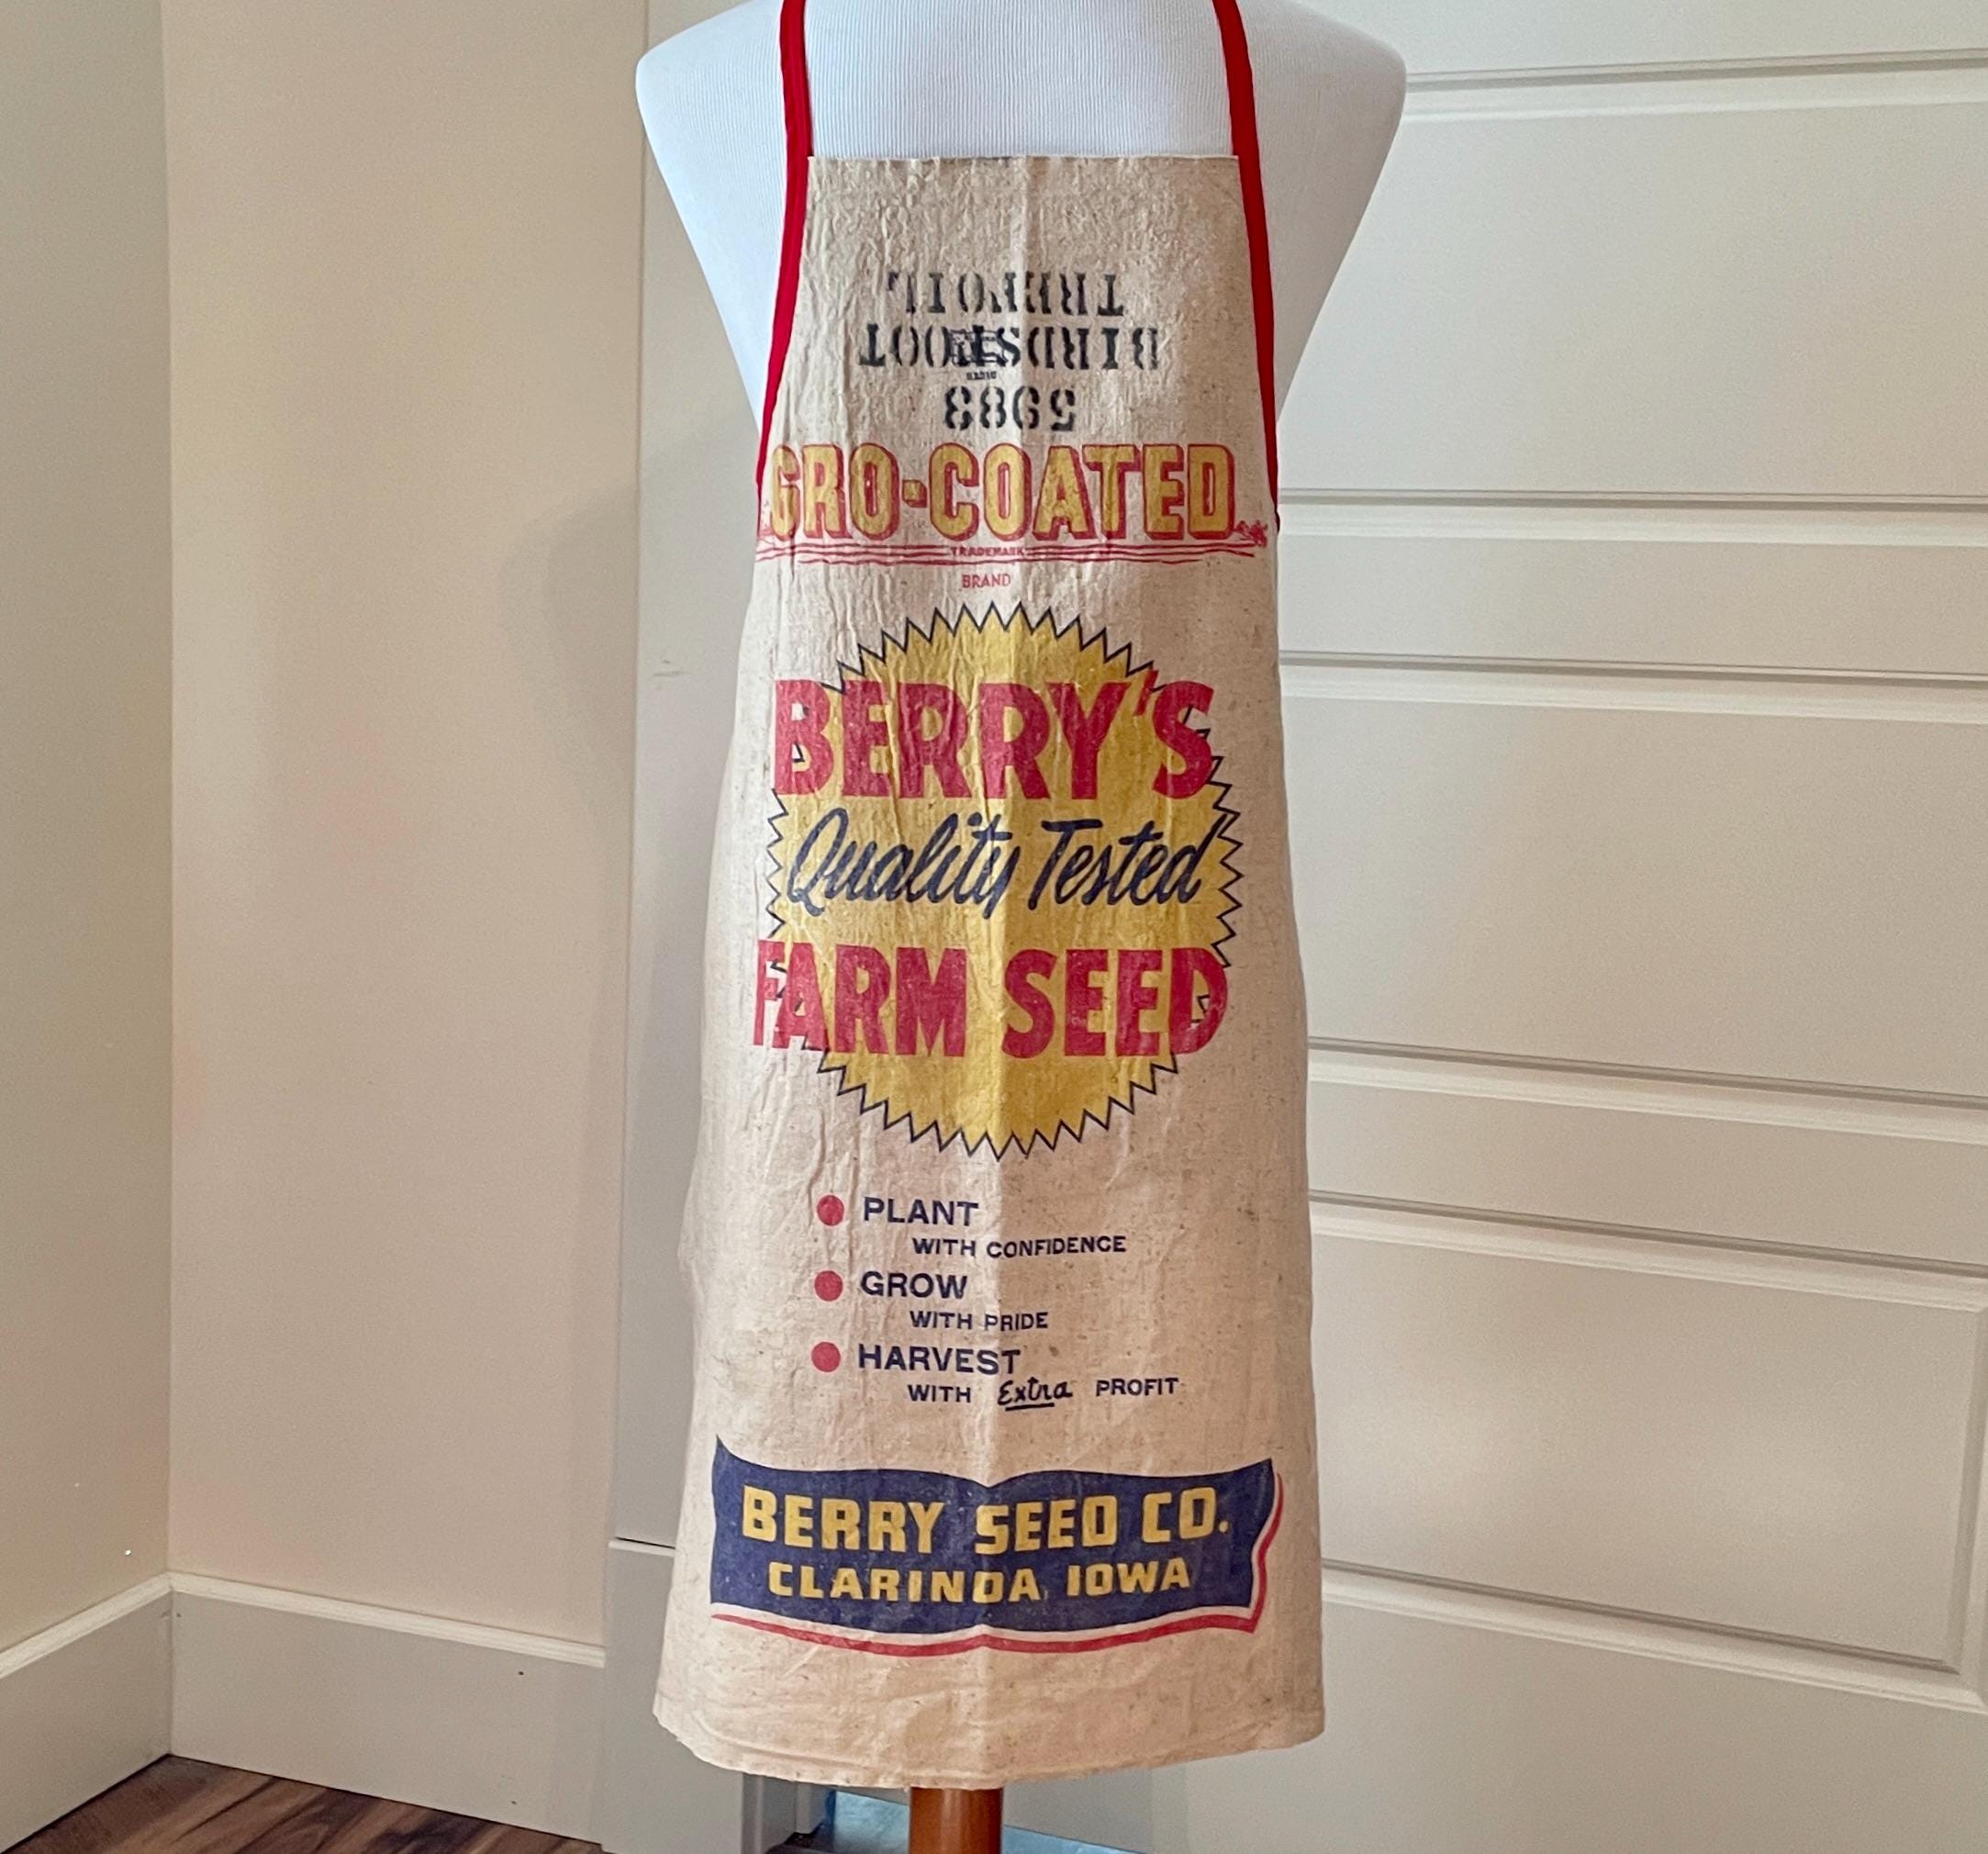 5983
BIRDSFOOT
TREFOIL
GRO-COATED
TRADEMARK
BRAND
BERRY'S
Quality Tested
FARM SEED
PLANT
WITH CONFIDENCE
GROW
WITH PRIDE
HARVEST
WITH Extra PROFIT
BERRY SEED CO.
CLARINDA, IOWA